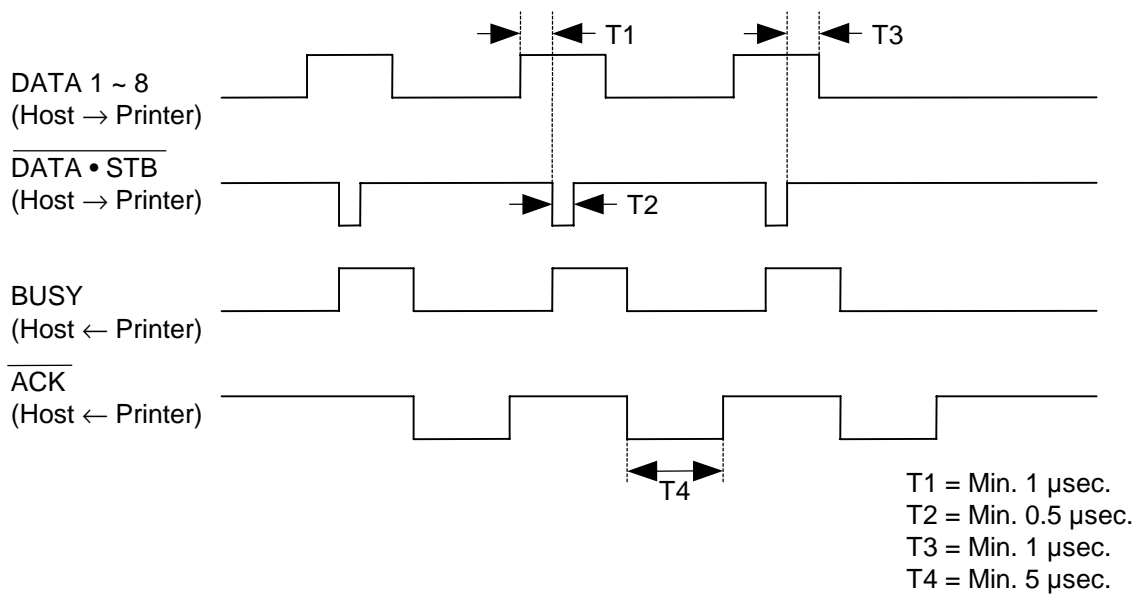 T1
T3
DATA 1 ~ 8
(Host → Printer)
DATA • STB
(Host → Printer)
T2
BUSY
(Host ← Printer)
ACK
(Host ← Printer)
T4
T1 = Min. 1 µsec.
T2 = Min. 0.5 µsec.
T3 = Min. 1 µsec.
T4 = Min. 5 µsec.